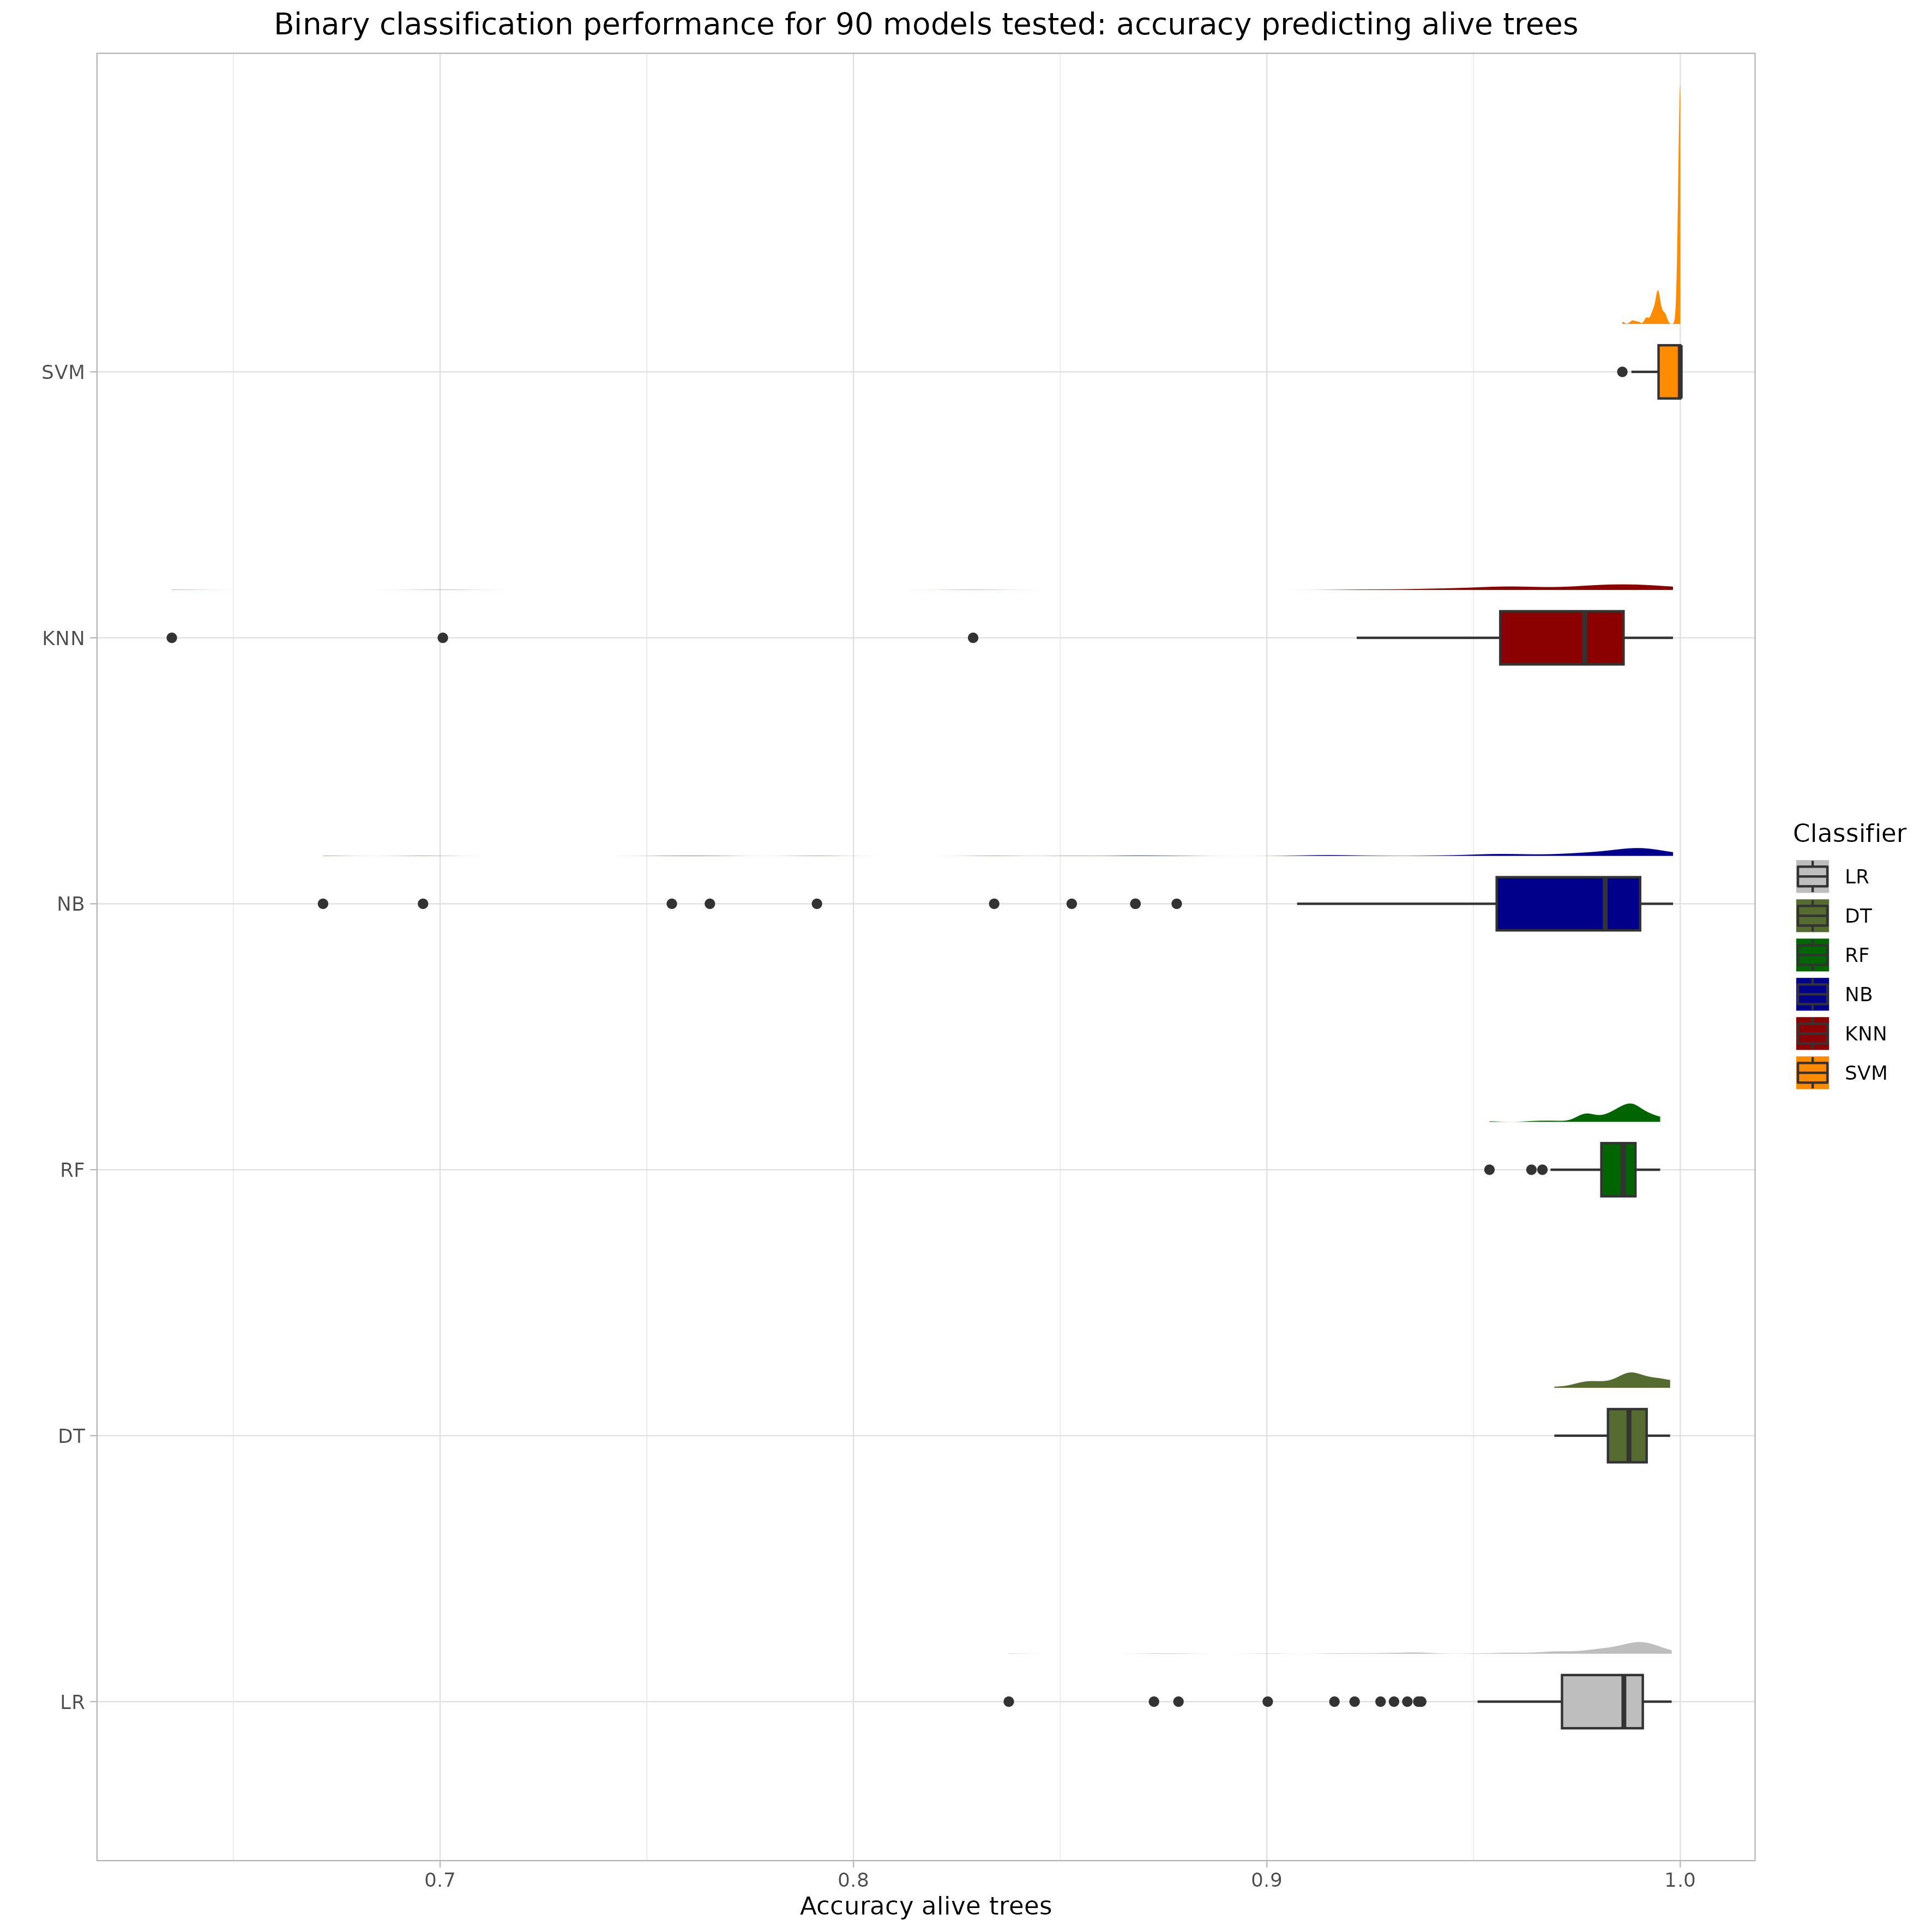 Binary classification performance for 90 models tested: accuracy predicting alive trees
SVM
KNN
NB
RF
DT
LR
0.7
0.8
0.9
1.0
Accuracy alive trees
Classifier
LR
DT
RF
NB
KNN
SVM